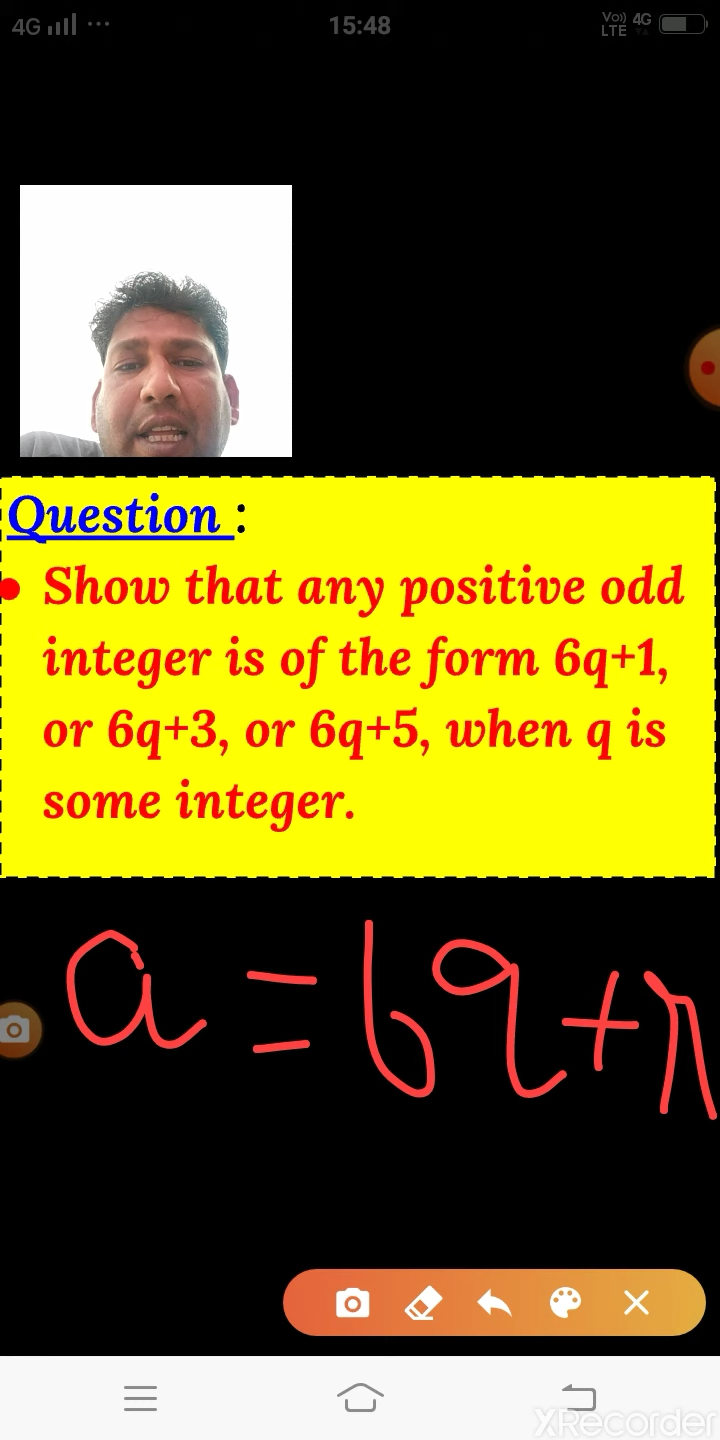 4G ... 15:48 Vo)) 4G
LTE
Question :
• Show that any positive odd
integer is of the form 6q+1,
or 6q+3, or 6q+5, when q is
some integer.
a = 6q+r
XRecorder